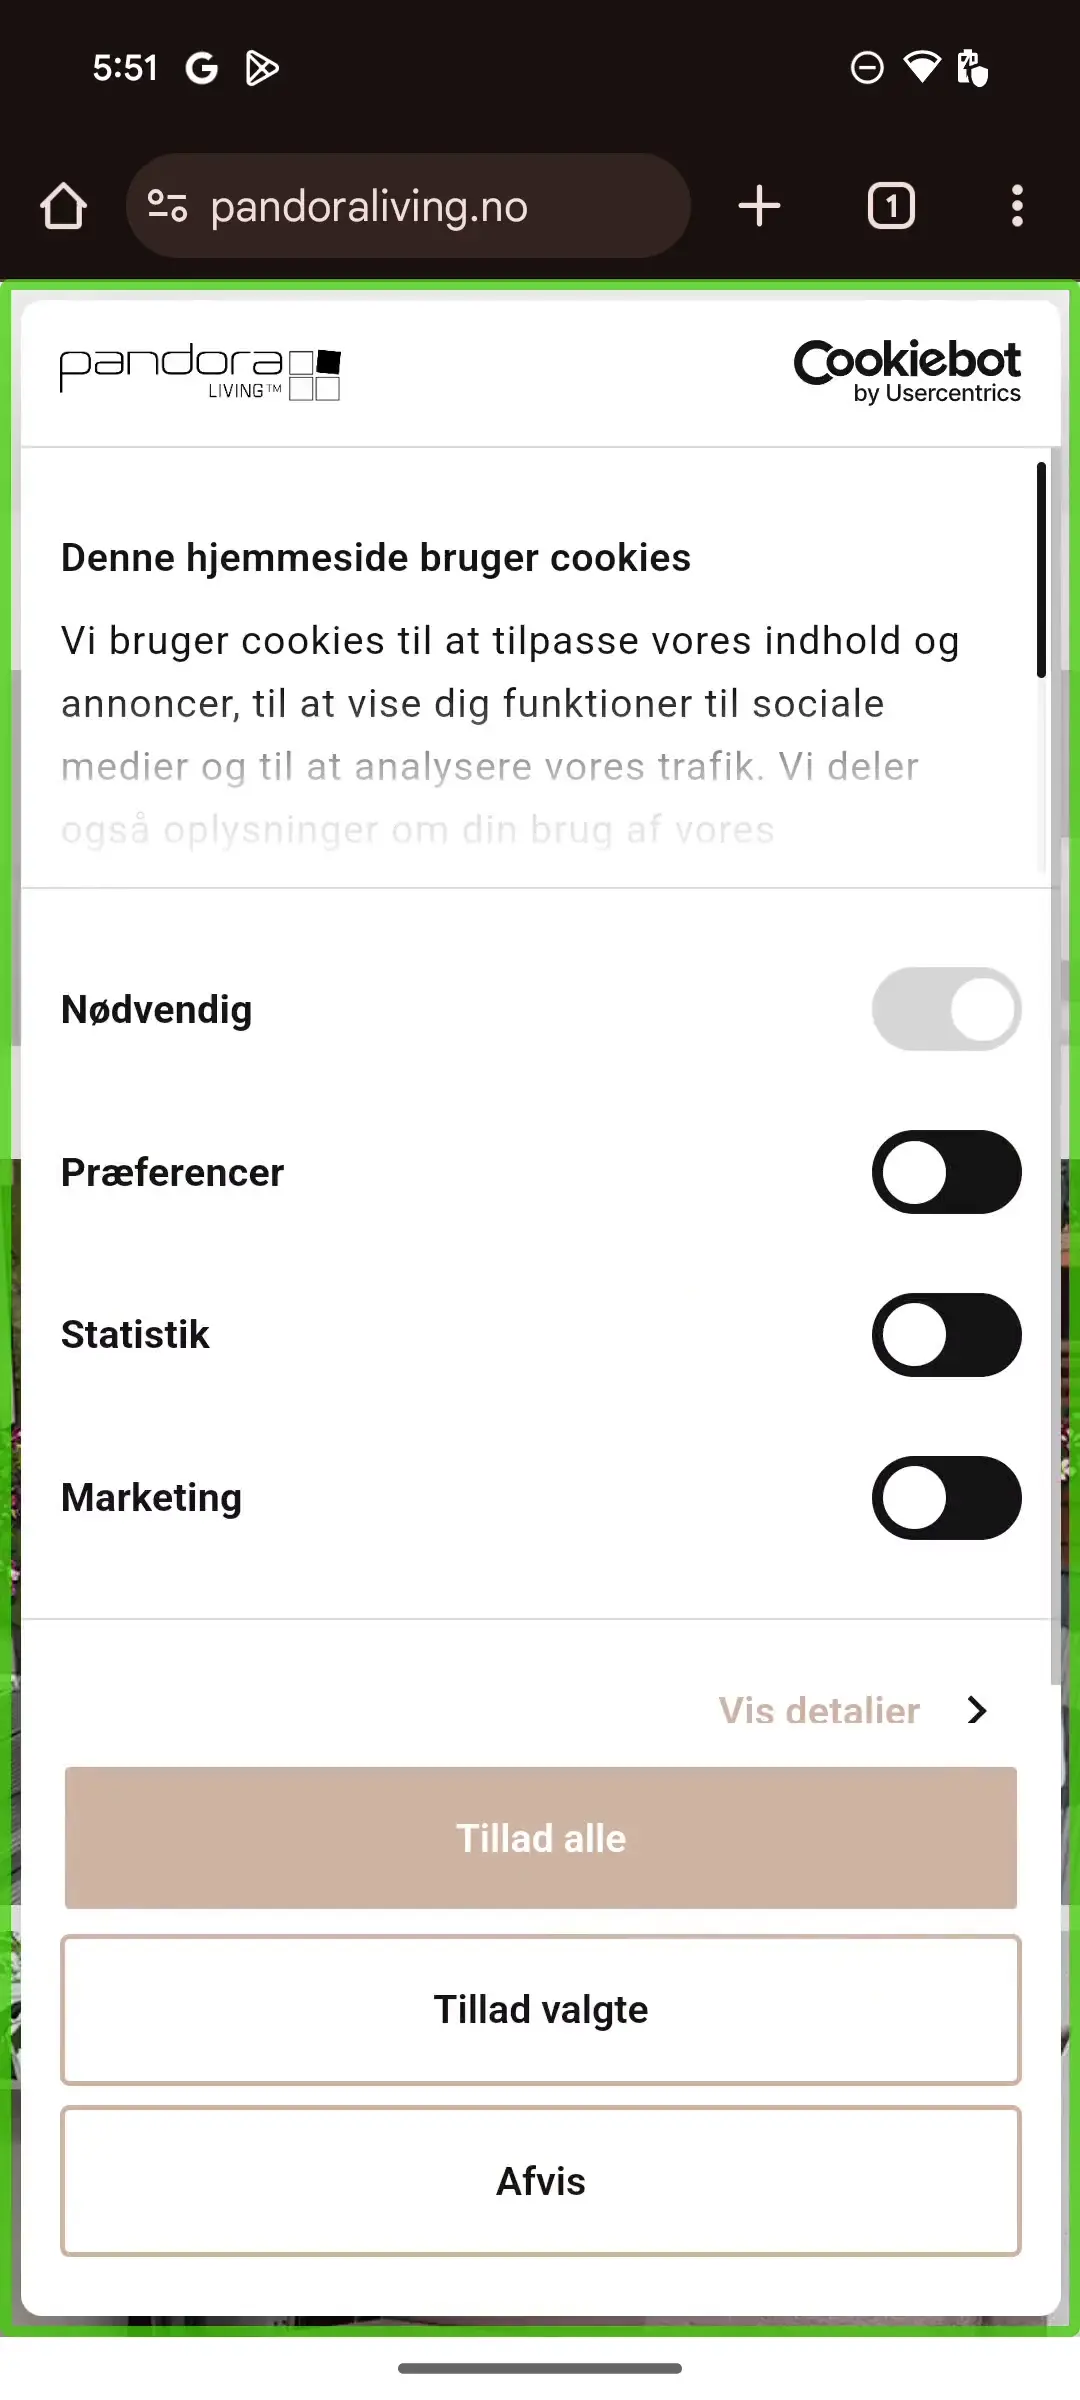 5:51
pandoraliving.no
1
pandora
LIVING™
Cookiebot
by Usercentrics
Denne hjemmeside bruger cookies
Vi bruger cookies til at tilpasse vores indhold og
annoncer, til at vise dig funktioner til sociale
medier og til at analysere vores trafik. Vi deler
også oplysninger om din brug af vores
Nødvendig
Præferencer
Statistik
Marketing
Vis detaljer
Tillad alle
Tillad valgte
Afvis